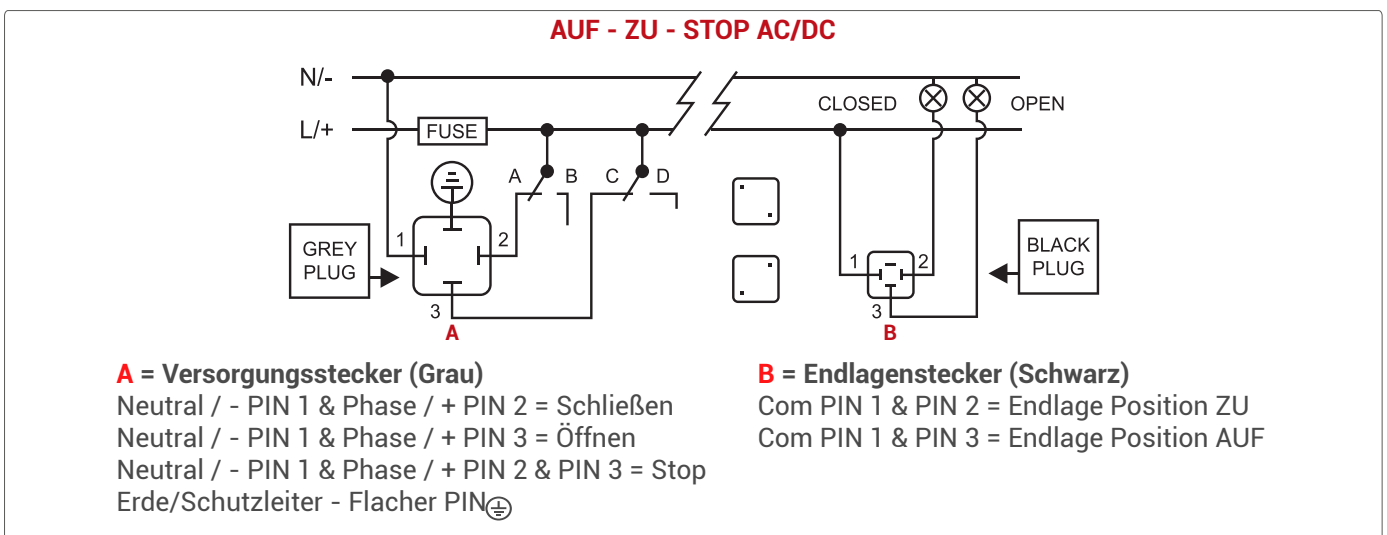 AUF - ZU - STOP AC/DC
N/-
CLOSED
OPEN
L/+
FUSE
A
B
C
D
GREY
PLUG
1
2
3
A
1
2
3
B
BLACK
PLUG
A = Versorgungsstecker (Grau)
Neutral / - PIN 1 & Phase / + PIN 2 = Schließen
Neutral / - PIN 1 & Phase / + PIN 3 = Öffnen
Neutral / - PIN 1 & Phase / + PIN 2 & PIN 3 = Stop
Erde/Schutzleiter - Flacher PIN
B = Endlagenstecker (Schwarz)
Com PIN 1 & PIN 2 = Endlage Position ZU
Com PIN 1 & PIN 3 = Endlage Position AUF